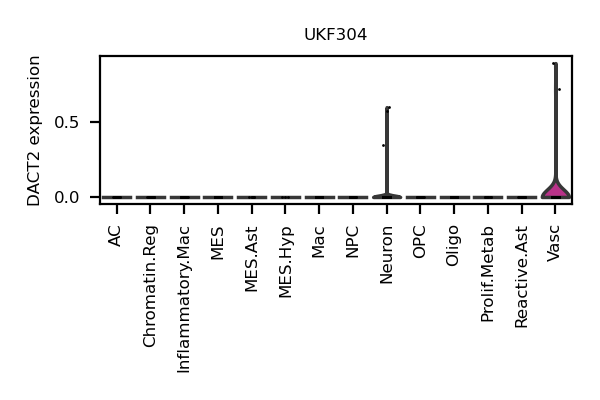 UKF304
DACT2 expression
0.5
0.0
AC
Chromatin.Reg
Inflammatory.Mac
MES
MES.Ast
MES.Hyp
Mac
NPC
Neuron
OPC
Oligo
Prolif.Metab
Reactive.Ast
Vasc